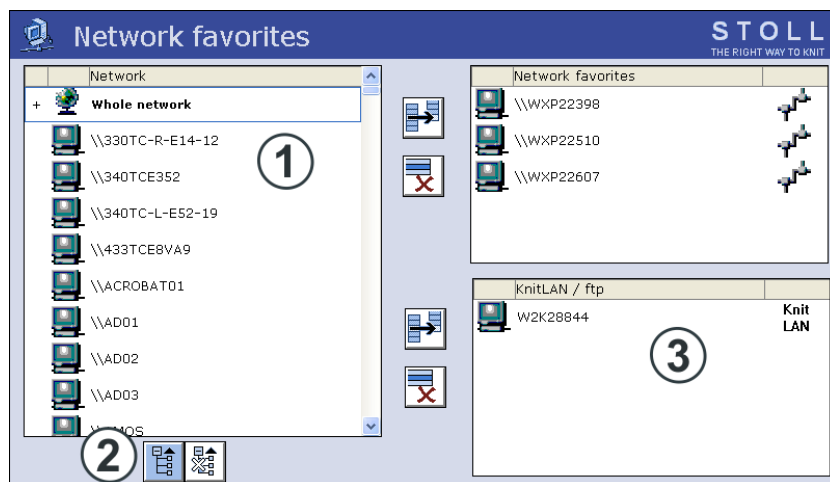 Network favorites
STOLL
THE RIGHT WAY TO KNIT
Network
+ Whole network
\\330TC-R-E14-12
\\340TCE352
\\340TC-L-E52-19
\\433TCE8VA9
\\ACROBAT01
\\AD01
\\AD02
\\AD03
1
2
Network favorites
\\WXP22398
\\WXP22510
\\WXP22607
KnitLAN / ftp
W2K28844
Knit
LAN
3